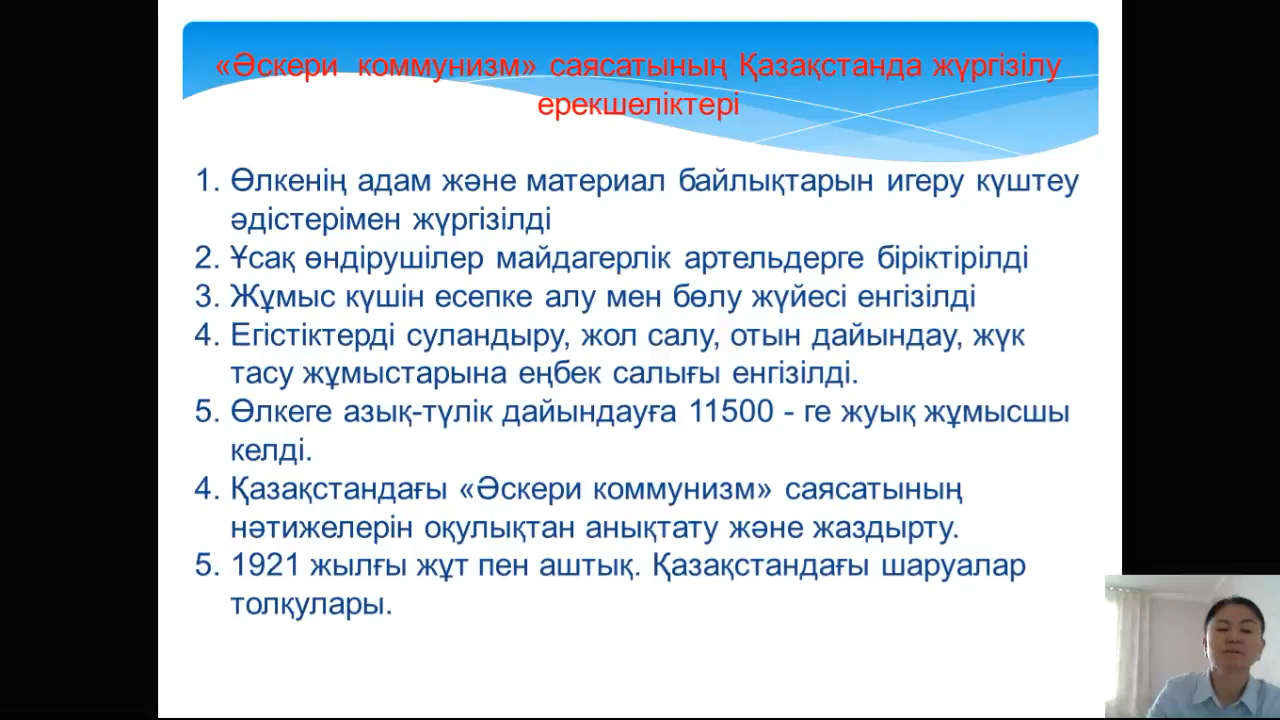 «Әскери коммунизм» саясатының Қазақстанда жүргізілу
ерекшеліктері
1. Өлкенің адам және материал байлықтарын игеру күштеу
әдістерімен жүргізілді
2. Ұсақ өндірушілер майдагерлік артельдерге біріктірілді
3. Жұмыс күшін есепке алу мен бөлу жүйесі енгізілді
4. Егістіктерді суландыру, жол салу, отын дайындау, жүк
тасу жұмыстарына еңбек салығы енгізілді.
5. Өлкеге азық-түлік дайындауға 11500 - ге жуық жұмысшы
келді.
4. Қазақстандағы «Әскери коммунизм» саясатының
нәтижелерін оқулықтан анықтату және жаздырту.
5. 1921 жылғы жұт пен аштық. Қазақстандағы шаруалар
толқулары.